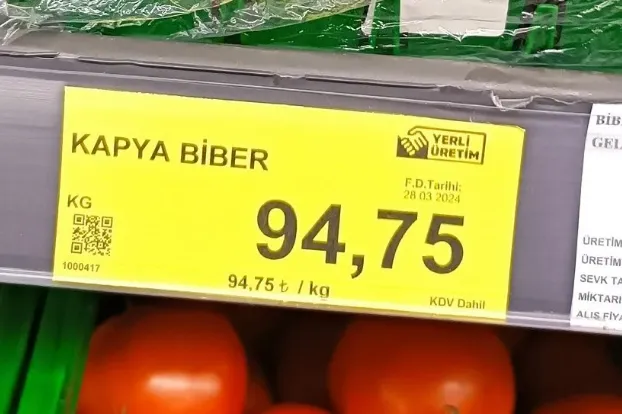 KAPYA BİBER
YERLİ
ÜRETİM
F.D.Tarihi:
28 03 2024
KG
94,75
1000417
94,75 ₺ / kg
KDV Dahil
BİB
GEL
ÜRETİM
ÜRETİM
SEVK TA
MİKTARI
ALIŞ FİYA